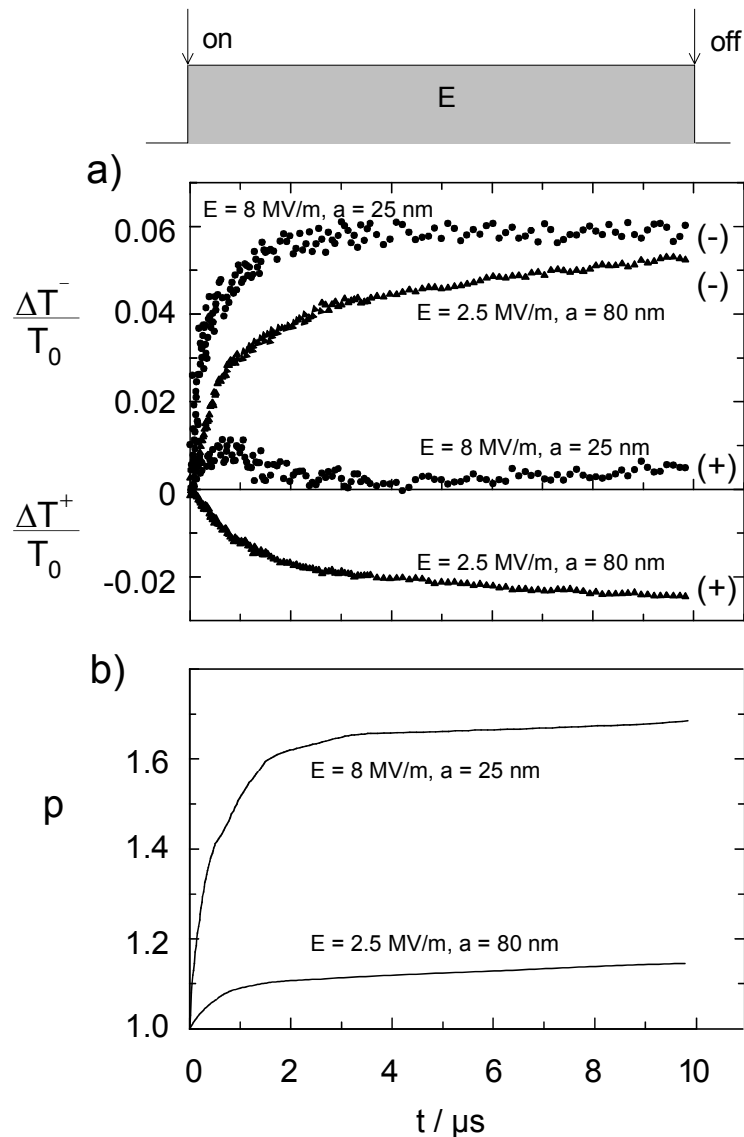 on
off
E
a)
E = 8 MV/m, a = 25 nm
0.06
(-)
ΔT⁻
T₀
(-)
0.04
E = 2.5 MV/m, a = 80 nm
0.02
E = 8 MV/m, a = 25 nm
(+)
0
ΔT⁺
T₀
E = 2.5 MV/m, a = 80 nm
-0.02
(+)
b)
1.6
E = 8 MV/m, a = 25 nm
p
1.4
1.2
E = 2.5 MV/m, a = 80 nm
1.0
0 2 4 6 8 10
t / µs